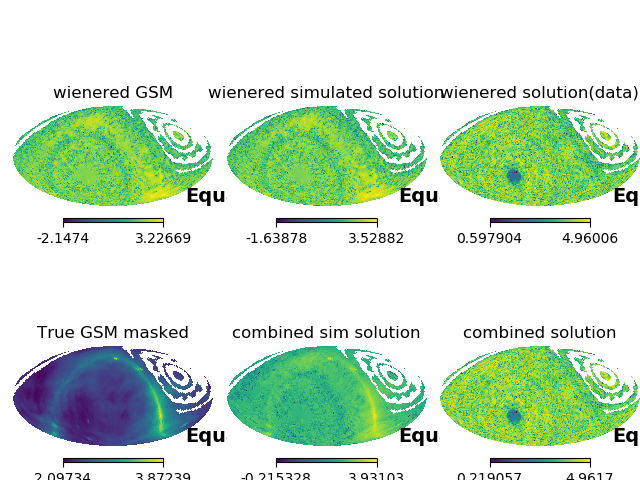 wienered GSM
wienered simulated solution
wienered solution(data)
Equ
Equ
Eq
-2.1474 3.22669
-1.63878 3.52882
0.597904 4.96006
True GSM masked
combined sim solution
combined solution
Equ
Equ
Eq
2.09734 3.87239
-0.215328 3.93103
0.219057 4.9617